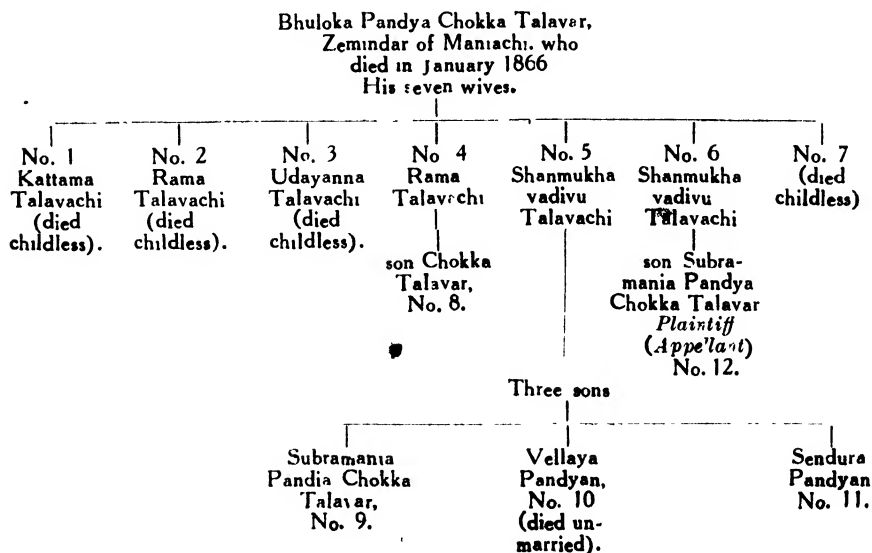 Bhuloka Pandya Chokka Talavar,
Zemindar of Maniachi. who
died in January 1866
His seven wives.
No. 1
Kattama
Talavachi
(died
childless).
No. 2
Rama
Talavachi
(died
childless).
No. 3
Udayanna
Talavachi
(died
childless).
No 4
Rama
Talavachi
son Chokka
Talavar,
No. 8.
No. 5
Shanmukha
vadivu
Talavachi
No. 6
Shanmukha
vadivu
Talavachi
son Subra-
mania Pandya
Chokka Talavar
Plaintiff
(Appellant)
No. 12.
No. 7
(died
childless)
Three sons
Subramania
Pandia Chokka
Talavar,
No. 9.
Vellaya
Pandyan,
No. 10
(died un-
married).
Sendura
Pandyan
No. 11.